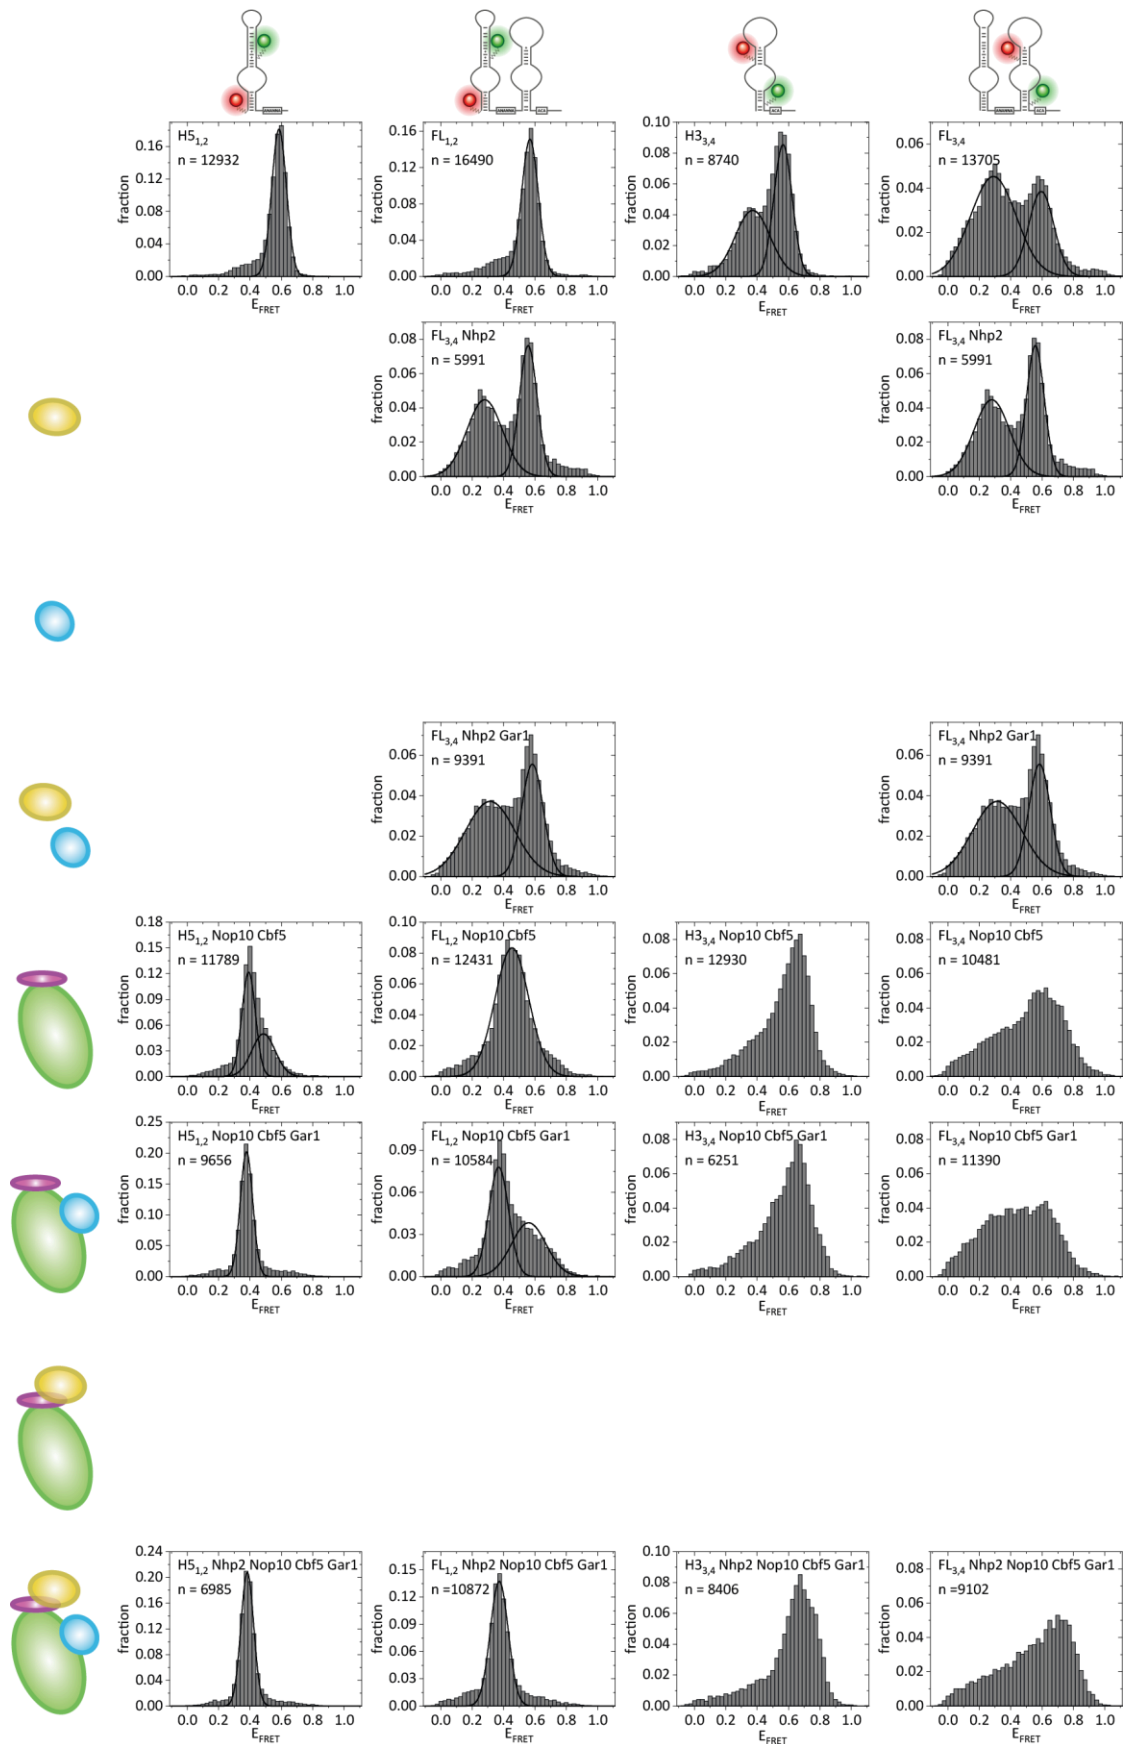 ANANNA
ANANNA ACA
ACA
ANANNA ACA
H5₁,₂
n = 12932
fraction
0.16
0.12
0.08
0.04
0.00
0.0 0.2 0.4 0.6 0.8 1.0
E_FRET
FL₁,₂
n = 16490
fraction
0.16
0.12
0.08
0.04
0.00
0.0 0.2 0.4 0.6 0.8 1.0
E_FRET
H3₃,₄
n = 8740
fraction
0.10
0.08
0.06
0.04
0.02
0.00
0.0 0.2 0.4 0.6 0.8 1.0
E_FRET
FL₃,₄
n = 13705
fraction
0.06
0.04
0.02
0.00
0.0 0.2 0.4 0.6 0.8 1.0
E_FRET
FL₃,₄ Nhp2
n = 5991
fraction
0.08
0.06
0.04
0.02
0.00
0.0 0.2 0.4 0.6 0.8 1.0
E_FRET
FL₃,₄ Nhp2
n = 5991
fraction
0.08
0.06
0.04
0.02
0.00
0.0 0.2 0.4 0.6 0.8 1.0
E_FRET
FL₃,₄ Nhp2 Gar1
n = 9391
fraction
0.06
0.04
0.02
0.00
0.0 0.2 0.4 0.6 0.8 1.0
E_FRET
FL₃,₄ Nhp2 Gar1
n = 9391
fraction
0.06
0.04
0.02
0.00
0.0 0.2 0.4 0.6 0.8 1.0
E_FRET
H5₁,₂ Nop10 Cbf5
n = 11789
fraction
0.18
0.15
0.12
0.09
0.06
0.03
0.00
0.0 0.2 0.4 0.6 0.8 1.0
E_FRET
FL₁,₂ Nop10 Cbf5
n = 12431
fraction
0.10
0.08
0.06
0.04
0.02
0.00
0.0 0.2 0.4 0.6 0.8 1.0
E_FRET
H3₃,₄ Nop10 Cbf5
n = 12930
fraction
0.08
0.06
0.04
0.02
0.00
0.0 0.2 0.4 0.6 0.8 1.0
E_FRET
FL₃,₄ Nop10 Cbf5
n = 10481
fraction
0.08
0.06
0.04
0.02
0.00
0.0 0.2 0.4 0.6 0.8 1.0
E_FRET
H5₁,₂ Nop10 Cbf5 Gar1
n = 9656
fraction
0.25
0.20
0.15
0.10
0.05
0.00
0.0 0.2 0.4 0.6 0.8 1.0
E_FRET
FL₁,₂ Nop10 Cbf5 Gar1
n = 10584
fraction
0.09
0.06
0.03
0.00
0.0 0.2 0.4 0.6 0.8 1.0
E_FRET
H3₃,₄ Nop10 Cbf5 Gar1
n = 6251
fraction
0.08
0.06
0.04
0.02
0.00
0.0 0.2 0.4 0.6 0.8 1.0
E_FRET
FL₃,₄ Nop10 Cbf5 Gar1
n = 11390
fraction
0.08
0.06
0.04
0.02
0.00
0.0 0.2 0.4 0.6 0.8 1.0
E_FRET
H5₁,₂ Nhp2 Nop10 Cbf5 Gar1
n = 6985
fraction
0.24
0.20
0.16
0.12
0.08
0.04
0.00
0.0 0.2 0.4 0.6 0.8 1.0
E_FRET
FL₁,₂ Nhp2 Nop10 Cbf5 Gar1
n =10872
fraction
0.15
0.12
0.09
0.06
0.03
0.00
0.0 0.2 0.4 0.6 0.8 1.0
E_FRET
H3₃,₄ Nhp2 Nop10 Cbf5 Gar1
n = 8406
fraction
0.10
0.08
0.06
0.04
0.02
0.00
0.0 0.2 0.4 0.6 0.8 1.0
E_FRET
FL₃,₄ Nhp2 Nop10 Cbf5 Gar1
n =9102
fraction
0.08
0.06
0.04
0.02
0.00
0.0 0.2 0.4 0.6 0.8 1.0
E_FRET